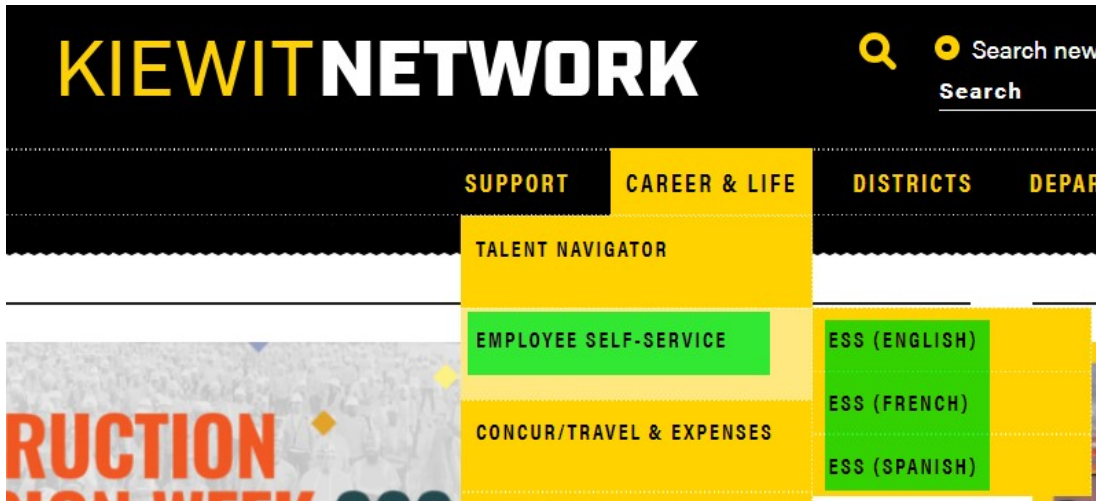 KIEWITNETWORK
Search new
Search
SUPPORT
CAREER & LIFE
DISTRICTS
TALENT NAVIGATOR
EMPLOYEE SELF-SERVICE
CONCUR/TRAVEL & EXPENSES
ESS (ENGLISH)
ESS (FRENCH)
ESS (SPANISH)
RUCTION
WEEK